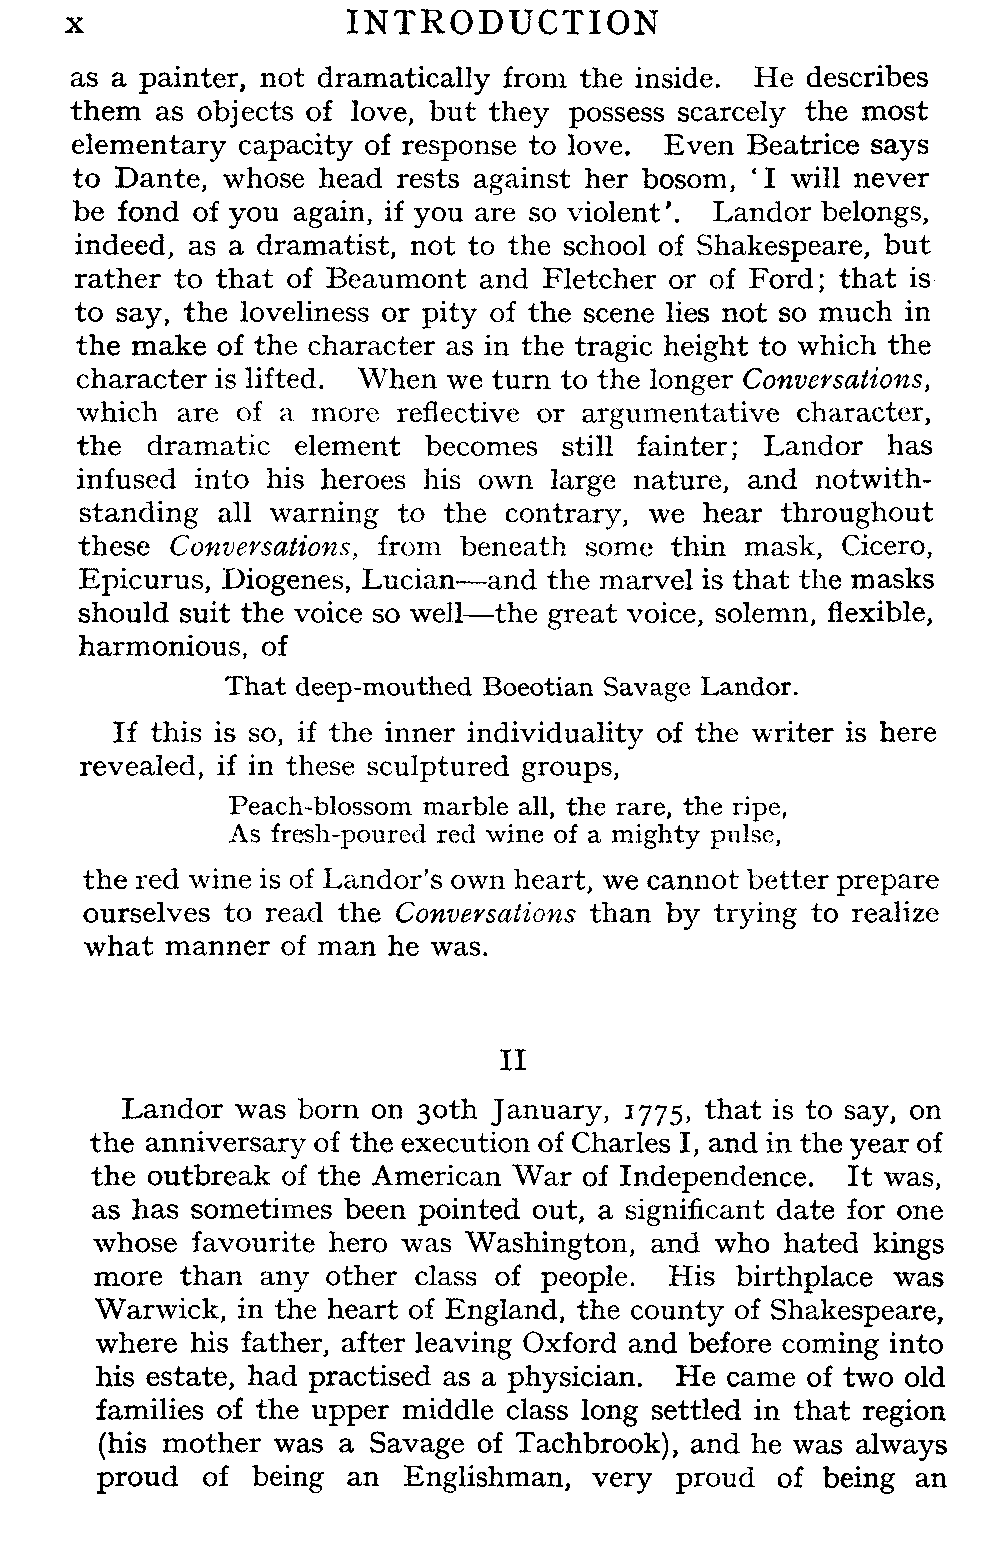 x INTRODUCTION
as a painter, not dramatically from the inside. He describes
them as objects of love, but they possess scarcely the most
elementary capacity of response to love. Even Beatrice says
to Dante, whose head rests against her bosom, ‘I will never
be fond of you again, if you are so violent’. Landor belongs,
indeed, as a dramatist, not to the school of Shakespeare, but
rather to that of Beaumont and Fletcher or of Ford; that is
to say, the loveliness or pity of the scene lies not so much in
the make of the character as in the tragic height to which the
character is lifted. When we turn to the longer Conversations,
which are of a more reflective or argumentative character,
the dramatic element becomes still fainter; Landor has
infused into his heroes his own large nature, and notwith-
standing all warning to the contrary, we hear throughout
these Conversations, from beneath some thin mask, Cicero,
Epicurus, Diogenes, Lucian—and the marvel is that the masks
should suit the voice so well—the great voice, solemn, flexible,
harmonious, of
That deep-mouthed Boeotian Savage Landor.
If this is so, if the inner individuality of the writer is here
revealed, if in these sculptured groups,
Peach-blossom marble all, the rare, the ripe,
As fresh-poured red wine of a mighty pulse,
the red wine is of Landor’s own heart, we cannot better prepare
ourselves to read the Conversations than by trying to realize
what manner of man he was.
II
Landor was born on 30th January, 1775, that is to say, on
the anniversary of the execution of Charles I, and in the year of
the outbreak of the American War of Independence. It was,
as has sometimes been pointed out, a significant date for one
whose favourite hero was Washington, and who hated kings
more than any other class of people. His birthplace was
Warwick, in the heart of England, the county of Shakespeare,
where his father, after leaving Oxford and before coming into
his estate, had practised as a physician. He came of two old
families of the upper middle class long settled in that region
(his mother was a Savage of Tachbrook), and he was always
proud of being an Englishman, very proud of being an